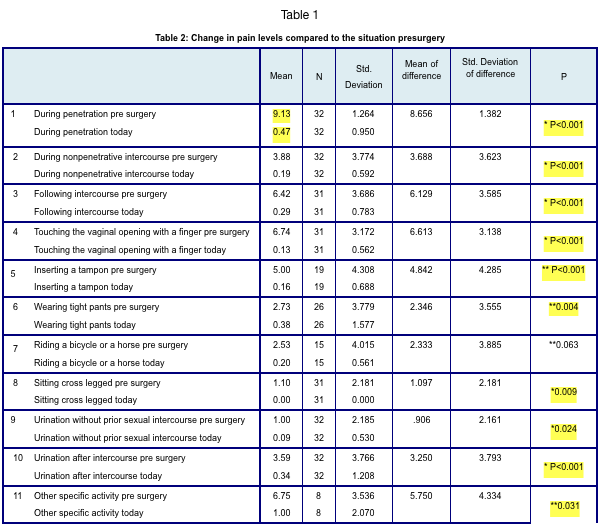 Table 1
Table 2: Change in pain levels compared to the situation presurgery
Mean N Std. Deviation Mean of difference Std. Deviation of difference P
1 During penetration pre surgery 9.13 32 1.264 8.656 1.382 * P<0.001
During penetration today 0.47 32 0.950
2 During nonpenetrative intercourse pre surgery 3.88 32 3.774 3.688 3.623 * P<0.001
During nonpenetrative intercourse today 0.19 32 0.592
3 Following intercourse pre surgery 6.42 31 3.686 6.129 3.585 * P<0.001
Following intercourse today 0.29 31 0.783
4 Touching the vaginal opening with a finger pre surgery 6.74 31 3.172 6.613 3.138 * P<0.001
Touching the vaginal opening with a finger today 0.13 31 0.562
5 Inserting a tampon pre surgery 5.00 19 4.308 4.842 4.285 ** P<0.001
Inserting a tampon today 0.16 19 0.688
6 Wearing tight pants pre surgery 2.73 26 3.779 2.346 3.555 **0.004
Wearing tight pants today 0.38 26 1.577
7 Riding a bicycle or a horse pre surgery 2.53 15 4.015 2.333 3.885 **0.063
Riding a bicycle or a horse today 0.20 15 0.561
8 Sitting cross legged pre surgery 1.10 31 2.181 1.097 2.181 *0.009
Sitting cross legged today 0.00 31 0.000
9 Urination without prior sexual intercourse pre surgery 1.00 32 2.185 .906 2.161 *0.024
Urination without prior sexual intercourse today 0.09 32 0.530
10 Urination after intercourse pre surgery 3.59 32 3.766 3.250 3.793 * P<0.001
Urination after intercourse today 0.34 32 1.208
11 Other specific activity pre surgery 6.75 8 3.536 5.750 4.334 **0.031
Other specific activity today 1.00 8 2.070